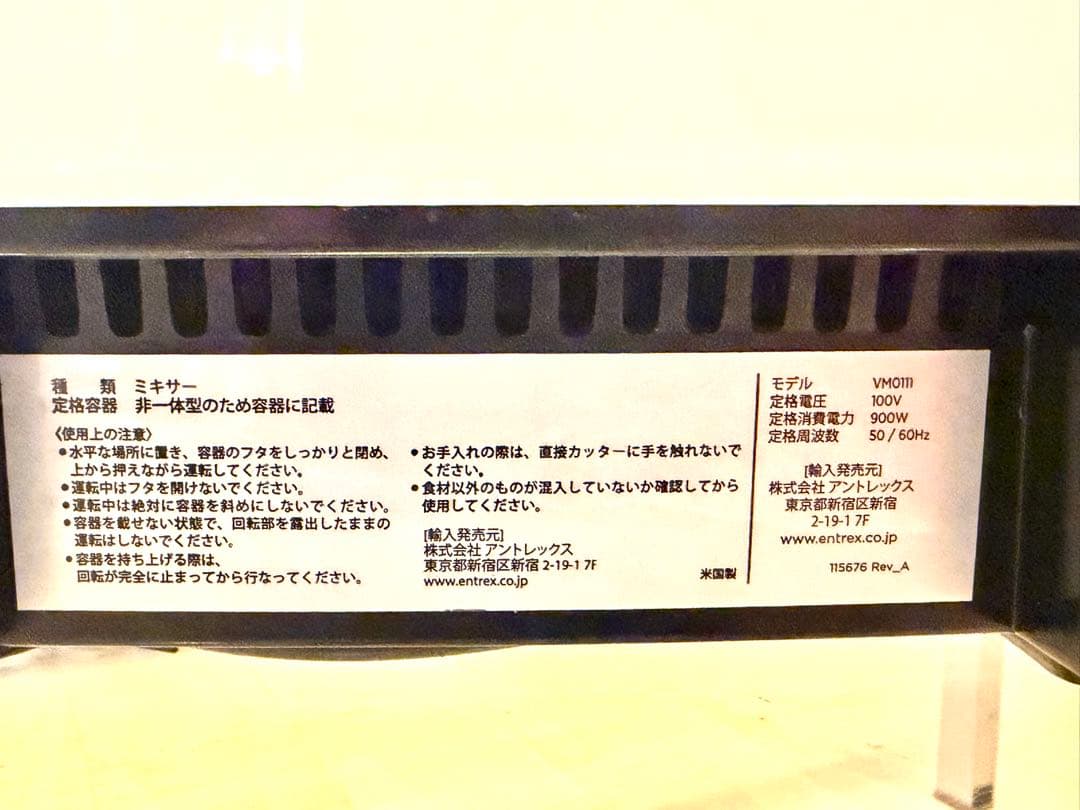 種　類　ミキサー
定格容器　非一体型のため容器に記載
〈使用上の注意〉
●水平な場所に置き、容器のフタをしっかりと閉め、
上から押えながら運転してください。
●運転中はフタを開けないでください。
●運転中は絶対に容器を斜めにしないでください。
●容器を載せない状態で、回転部を露出したままの
運転はしないでください。
●容器を持ち上げる際は、
回転が完全に止まってから行なってください。
●お手入れの際は、直接カッターに手を触れないで
ください。
●食材以外のものが混入していないか確認してから
使用してください。
[輸入発売元]
株式会社 アントレックス
東京都新宿区新宿 2-19-1 7F
www.entrex.co.jp
米国製
モデル　VM0111
定格電圧　100V
定格消費電力　900W
定格周波数　50 / 60Hz
[輸入発売元]
株式会社 アントレックス
東京都新宿区新宿
2-19-1 7F
www.entrex.co.jp
115676 Rev_A